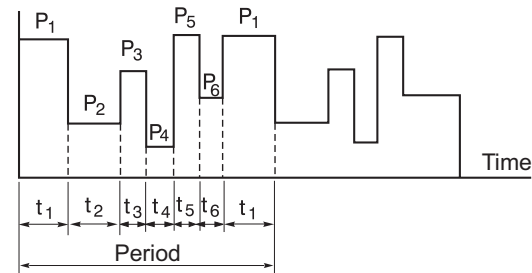 P1 P2 P3 P4 P5 P6 P1
Time
t1 t2 t3 t4 t5 t6 t1
Period